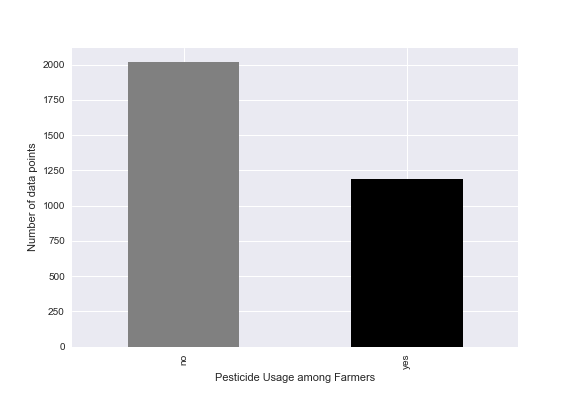 2000
1750
1500
1250
1000
750
500
250
0
Number of data points
no
yes
Pesticide Usage among Farmers